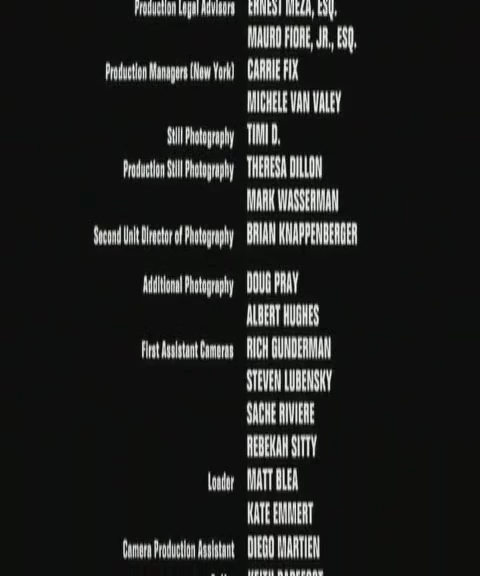 Production Legal Advisors ERNEST MEZA, ESQ.
MAURO FIORE, JR., ESQ.
Production Managers (New York) CARRIE FIX
MICHELE VAN VALEY
Still Photography TIMI D.
Production Still Photography THERESA DILLON
MARK WASSERMAN
Second Unit Director of Photography BRIAN KNAPPENBERGER
Additional Photography DOUG PRAY
ALBERT HUGHES
First Assistant Cameras RICH GUNDERMAN
STEVEN LUBENSKY
SACHE RIVIERE
REBEKAH SITTY
Loader MATT BLEA
KATE EMMERT
Camera Production Assistant DIEGO MARTIEN
KEITH BAREFOOT